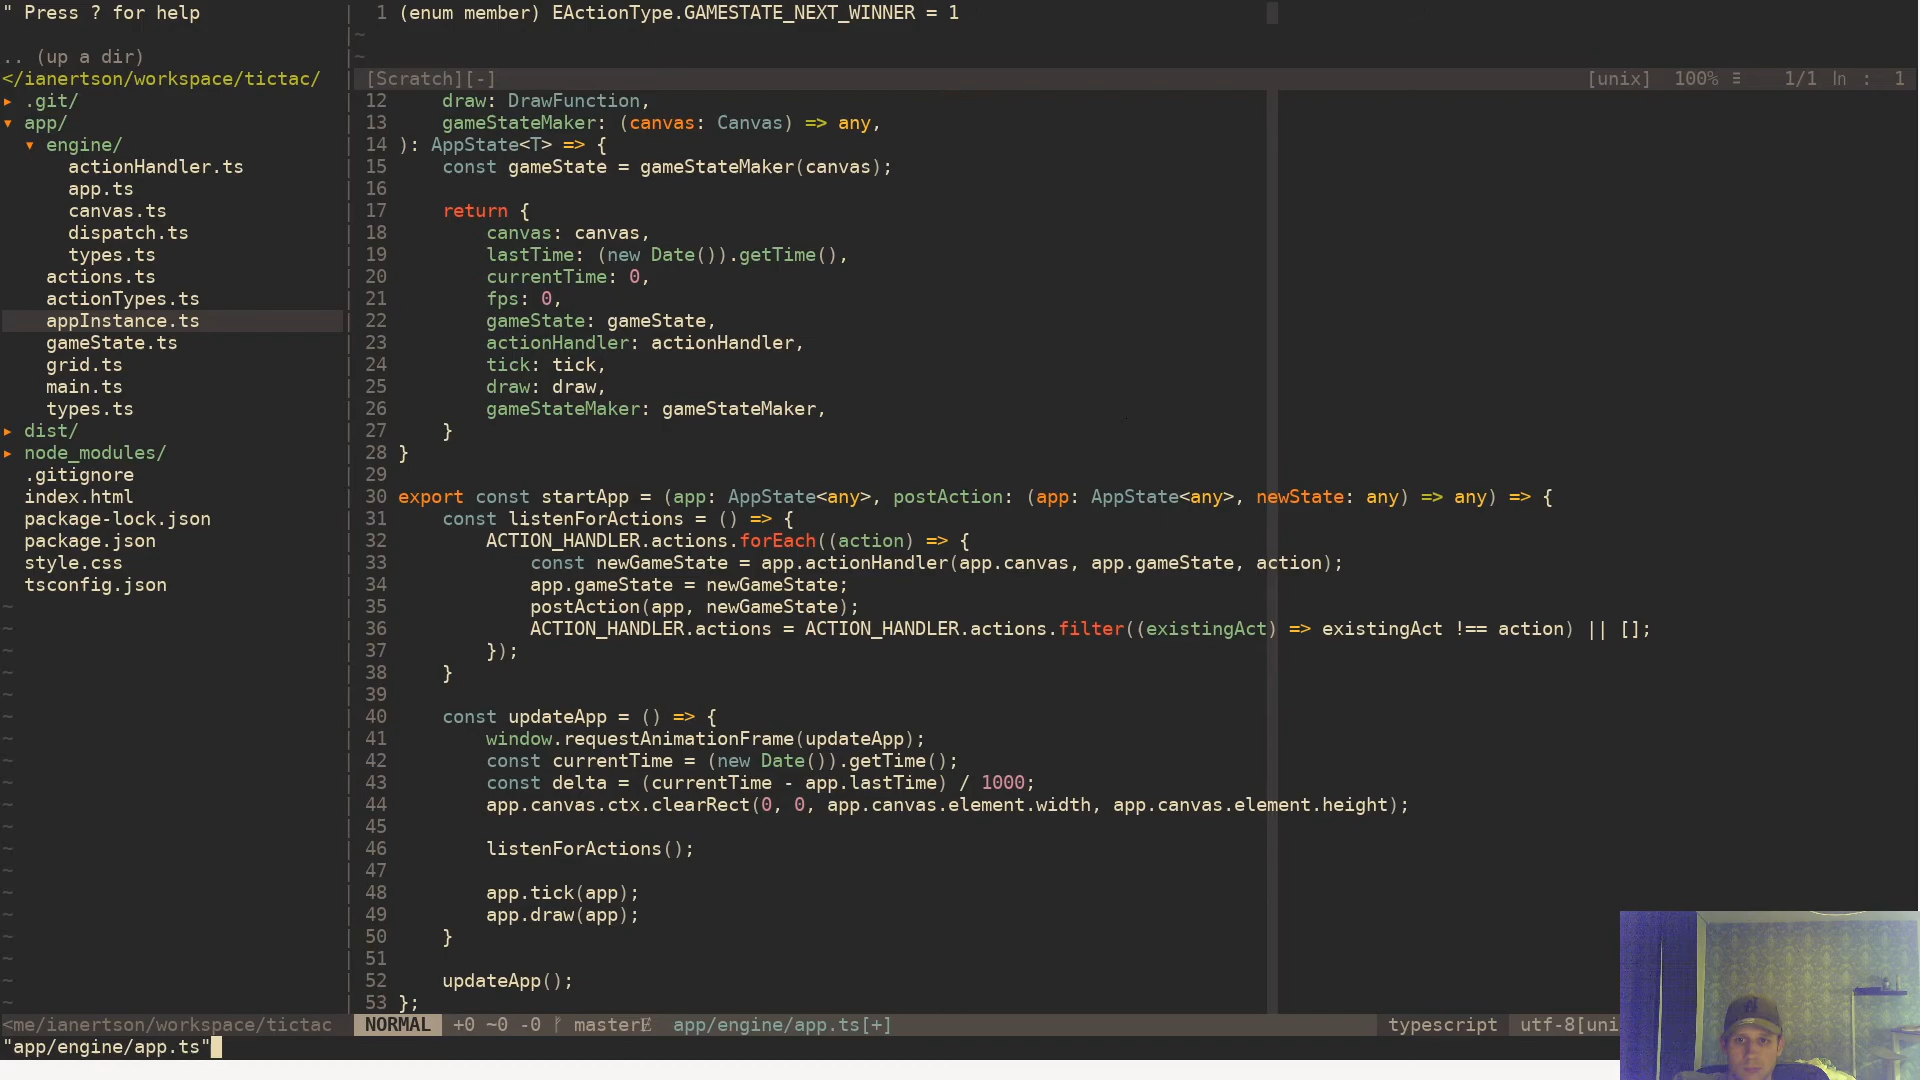 " Press ? for help
.. (up a dir)
</ianertson/workspace/tictac/
▸ .git/
▾ app/
▾ engine/
actionHandler.ts
app.ts
canvas.ts
dispatch.ts
types.ts
actions.ts
actionTypes.ts
appInstance.ts
gameState.ts
grid.ts
main.ts
types.ts
▸ dist/
▸ node_modules/
.gitignore
index.html
package-lock.json
package.json
style.css
tsconfig.json
<me/ianertson/workspace/tictac
1 (enum member) EActionType.GAMESTATE_NEXT_WINNER = 1
~
~
[Scratch][-] [unix] 100% ≡ 1/1 ln : 1
12 draw: DrawFunction,
13 gameStateMaker: (canvas: Canvas) => any,
14 ): AppState<T> => {
15 const gameState = gameStateMaker(canvas);
16
17 return {
18 canvas: canvas,
19 lastTime: (new Date()).getTime(),
20 currentTime: 0,
21 fps: 0,
22 gameState: gameState,
23 actionHandler: actionHandler,
24 tick: tick,
25 draw: draw,
26 gameStateMaker: gameStateMaker,
27 }
28 }
29
30 export const startApp = (app: AppState<any>, postAction: (app: AppState<any>, newState: any) => any) => {
31 const listenForActions = () => {
32 ACTION_HANDLER.actions.forEach((action) => {
33 const newGameState = app.actionHandler(app.canvas, app.gameState, action);
34 app.gameState = newGameState;
35 postAction(app, newGameState);
36 ACTION_HANDLER.actions = ACTION_HANDLER.actions.filter((existingAct) => existingAct !== action) || [];
37 });
38 }
39
40 const updateApp = () => {
41 window.requestAnimationFrame(updateApp);
42 const currentTime = (new Date()).getTime();
43 const delta = (currentTime - app.lastTime) / 1000;
44 app.canvas.ctx.clearRect(0, 0, app.canvas.element.width, app.canvas.element.height);
45
46 listenForActions();
47
48 app.tick(app);
49 app.draw(app);
50 }
51
52 updateApp();
53 };
NORMAL +0 ~0 -0 master app/engine/app.ts[+] typescript utf-8[uni
"app/engine/app.ts"